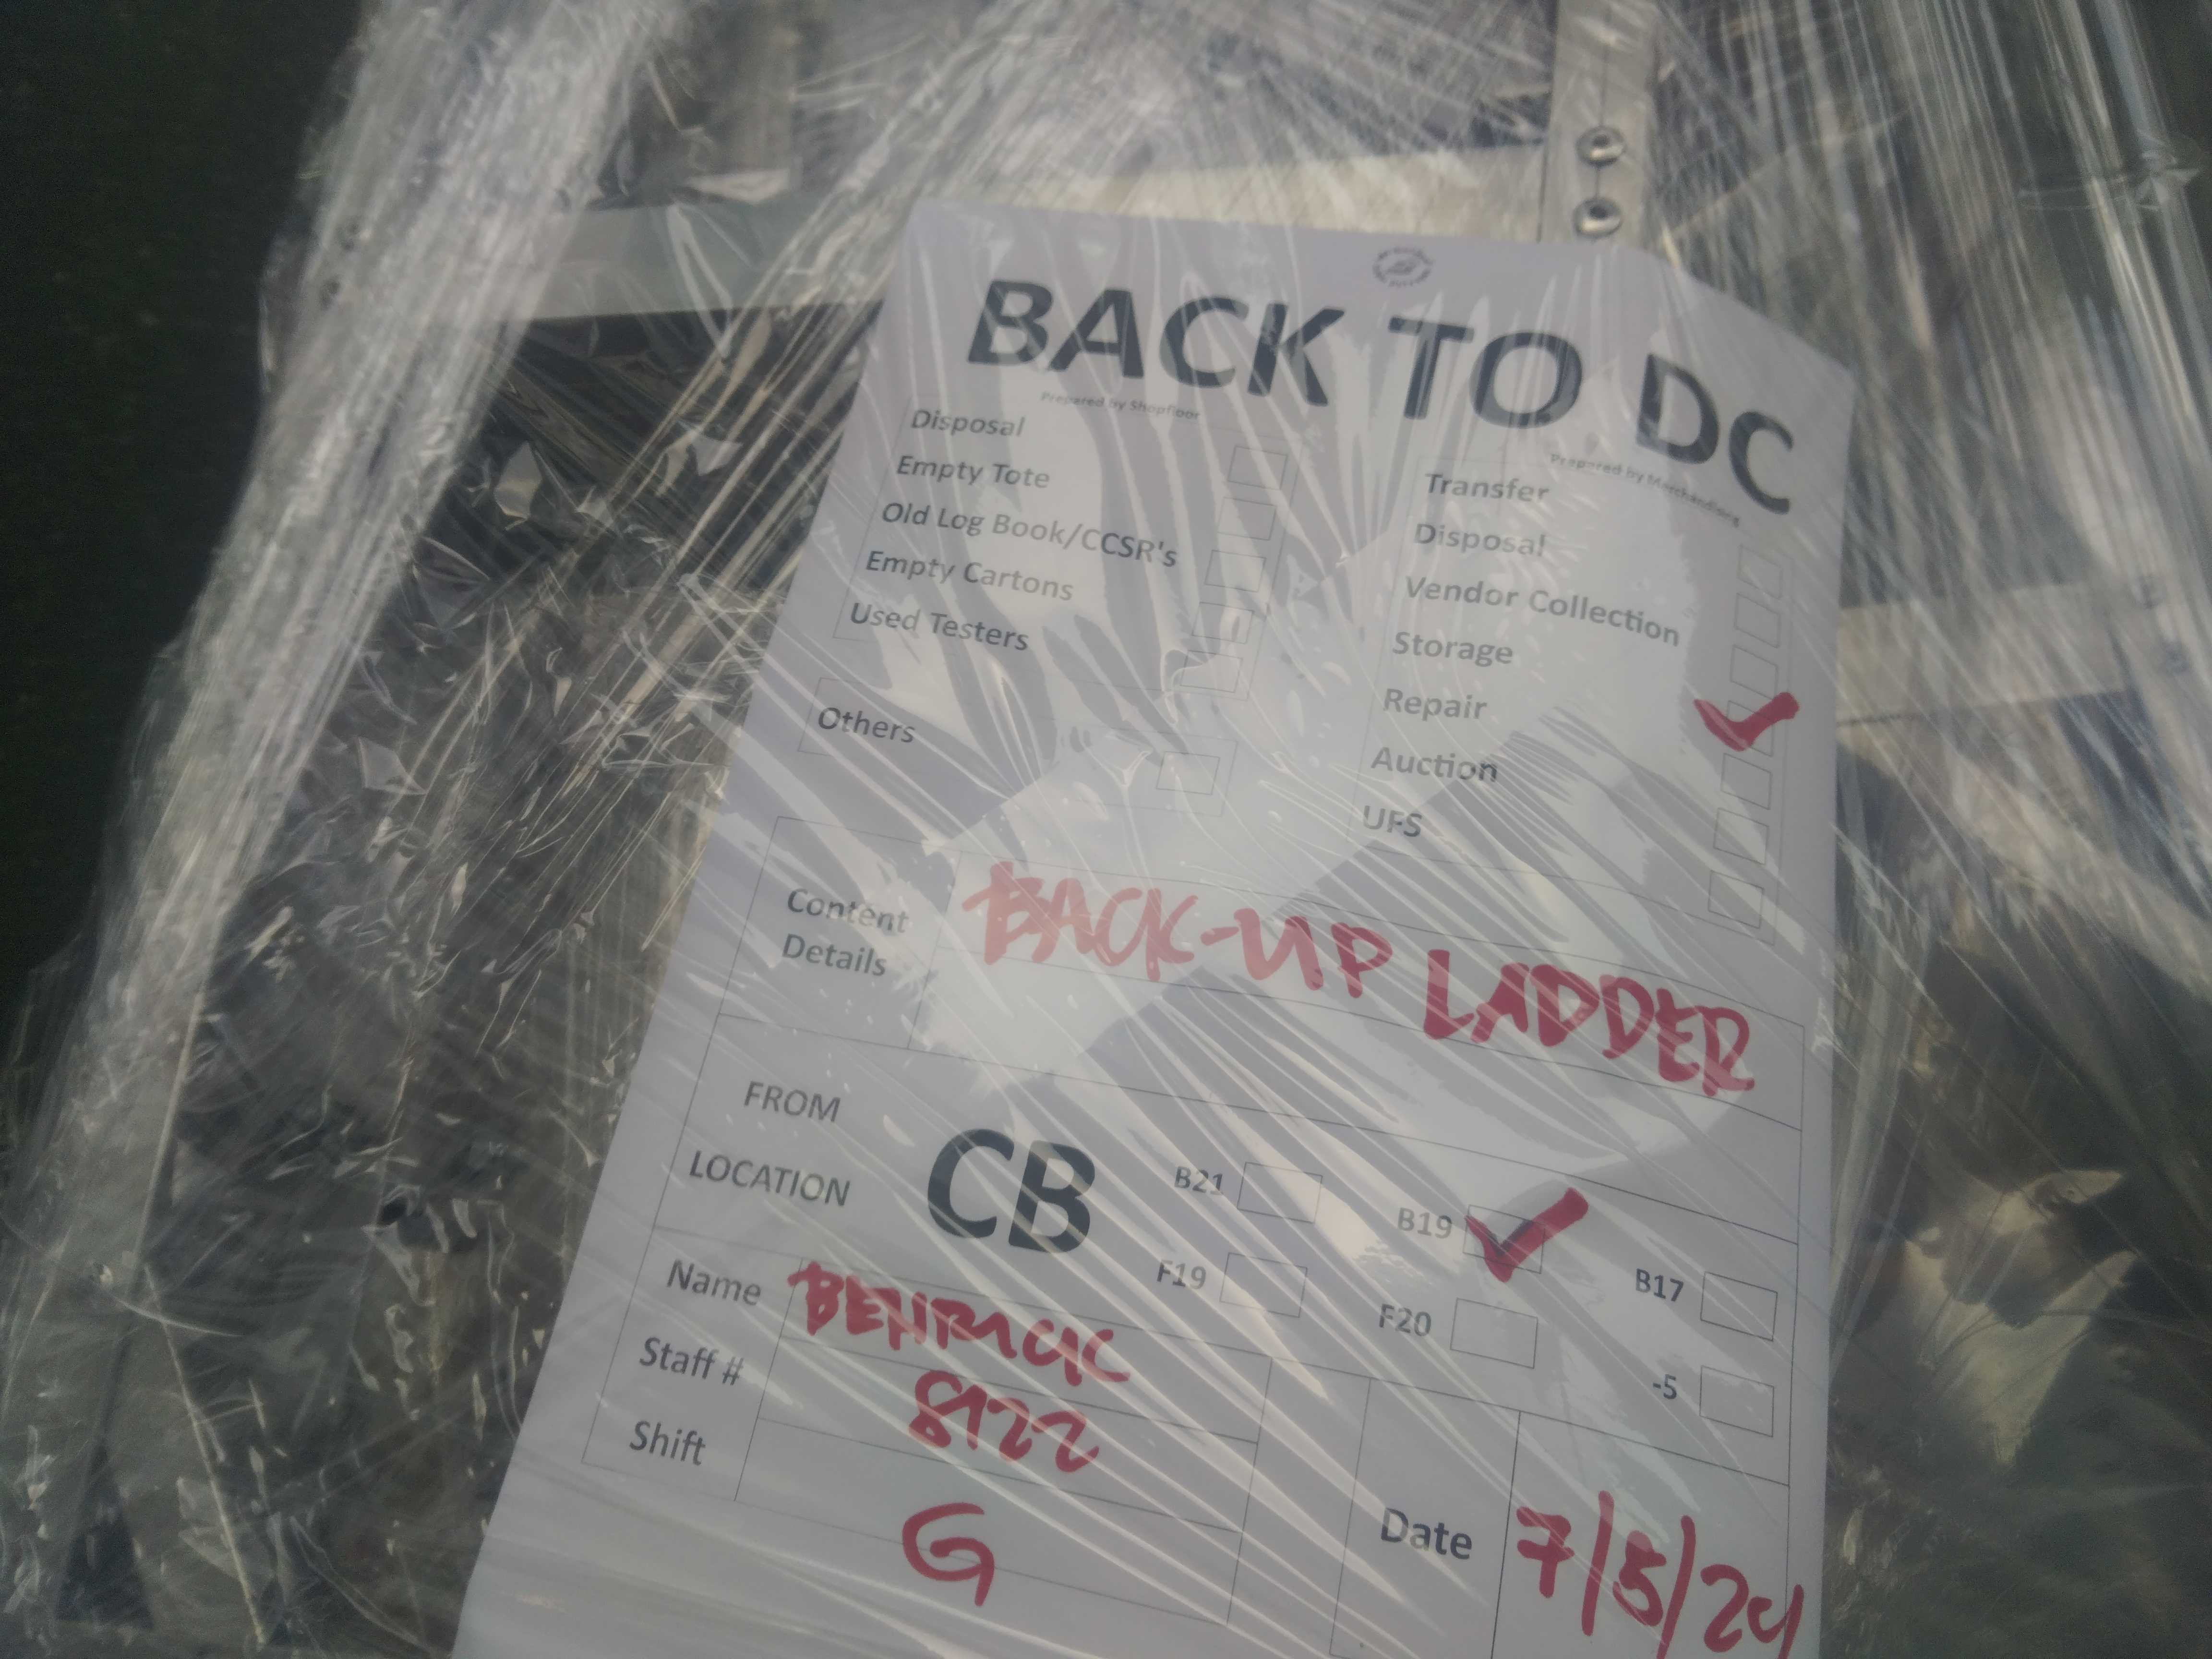 BACK TO DC
Prepared by Shopfloor
Disposal
Empty Tote
Old Log Book/CCSR's
Empty Cartons
Used Testers
Others
Prepared by Merchandising
Transfer
Disposal
Vendor Collection
Storage
Repair
Auction
UFS
Content
Details
BACK-UP LADDER
FROM
LOCATION
CB
B21
B19
B17
F19
F20
-5
Name
BENRICK
Staff #
8122
Shift
G
Date
7/5/24